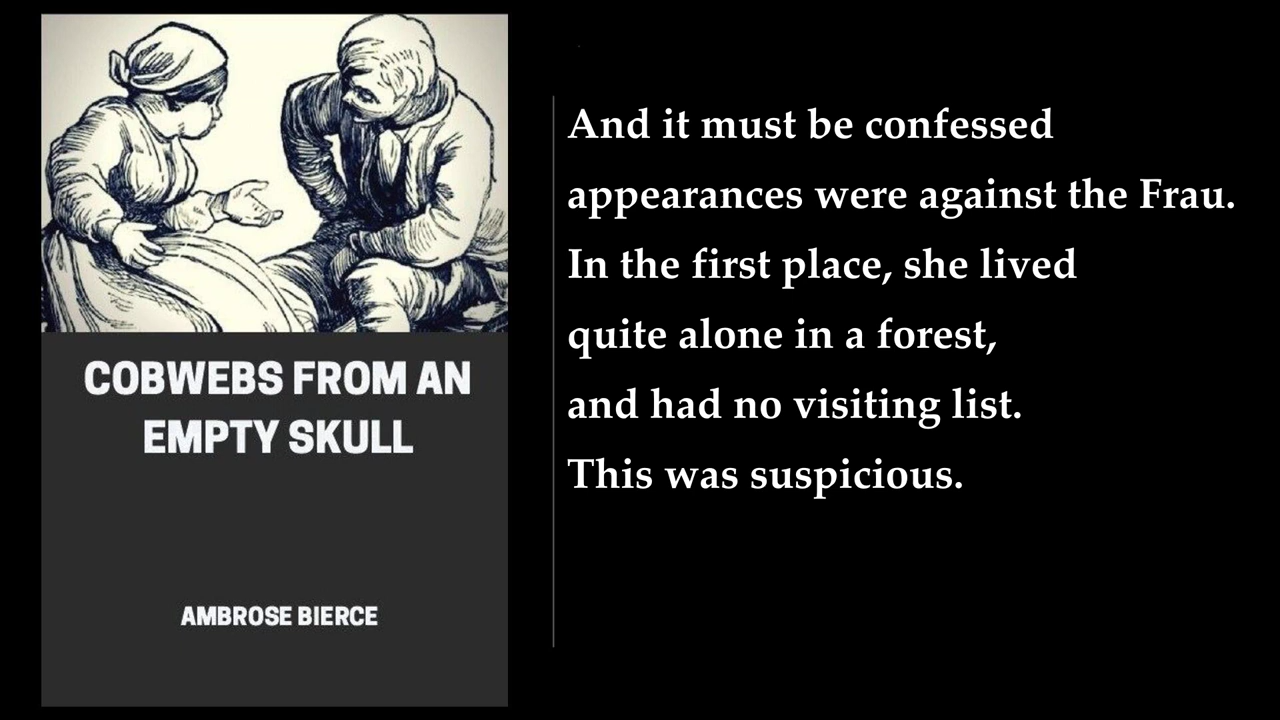 COBWEBS FROM AN
EMPTY SKULL
AMBROSE BIERCE
And it must be confessed
appearances were against the Frau.
In the first place, she lived
quite alone in a forest,
and had no visiting list.
This was suspicious.